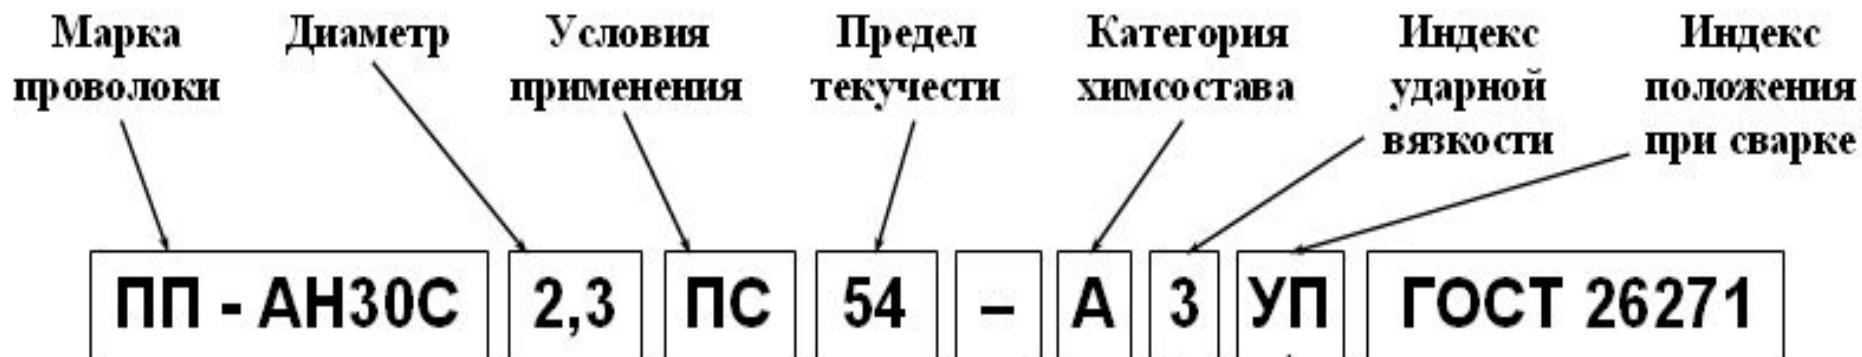 Марка Диаметр Условия Предел Категория Индекс Индекс
проволоки применения текучести химсостава ударной положения
вязкости при сварке
ПП - АН30С 2,3 ПС 54 – А 3 УП ГОСТ 26271